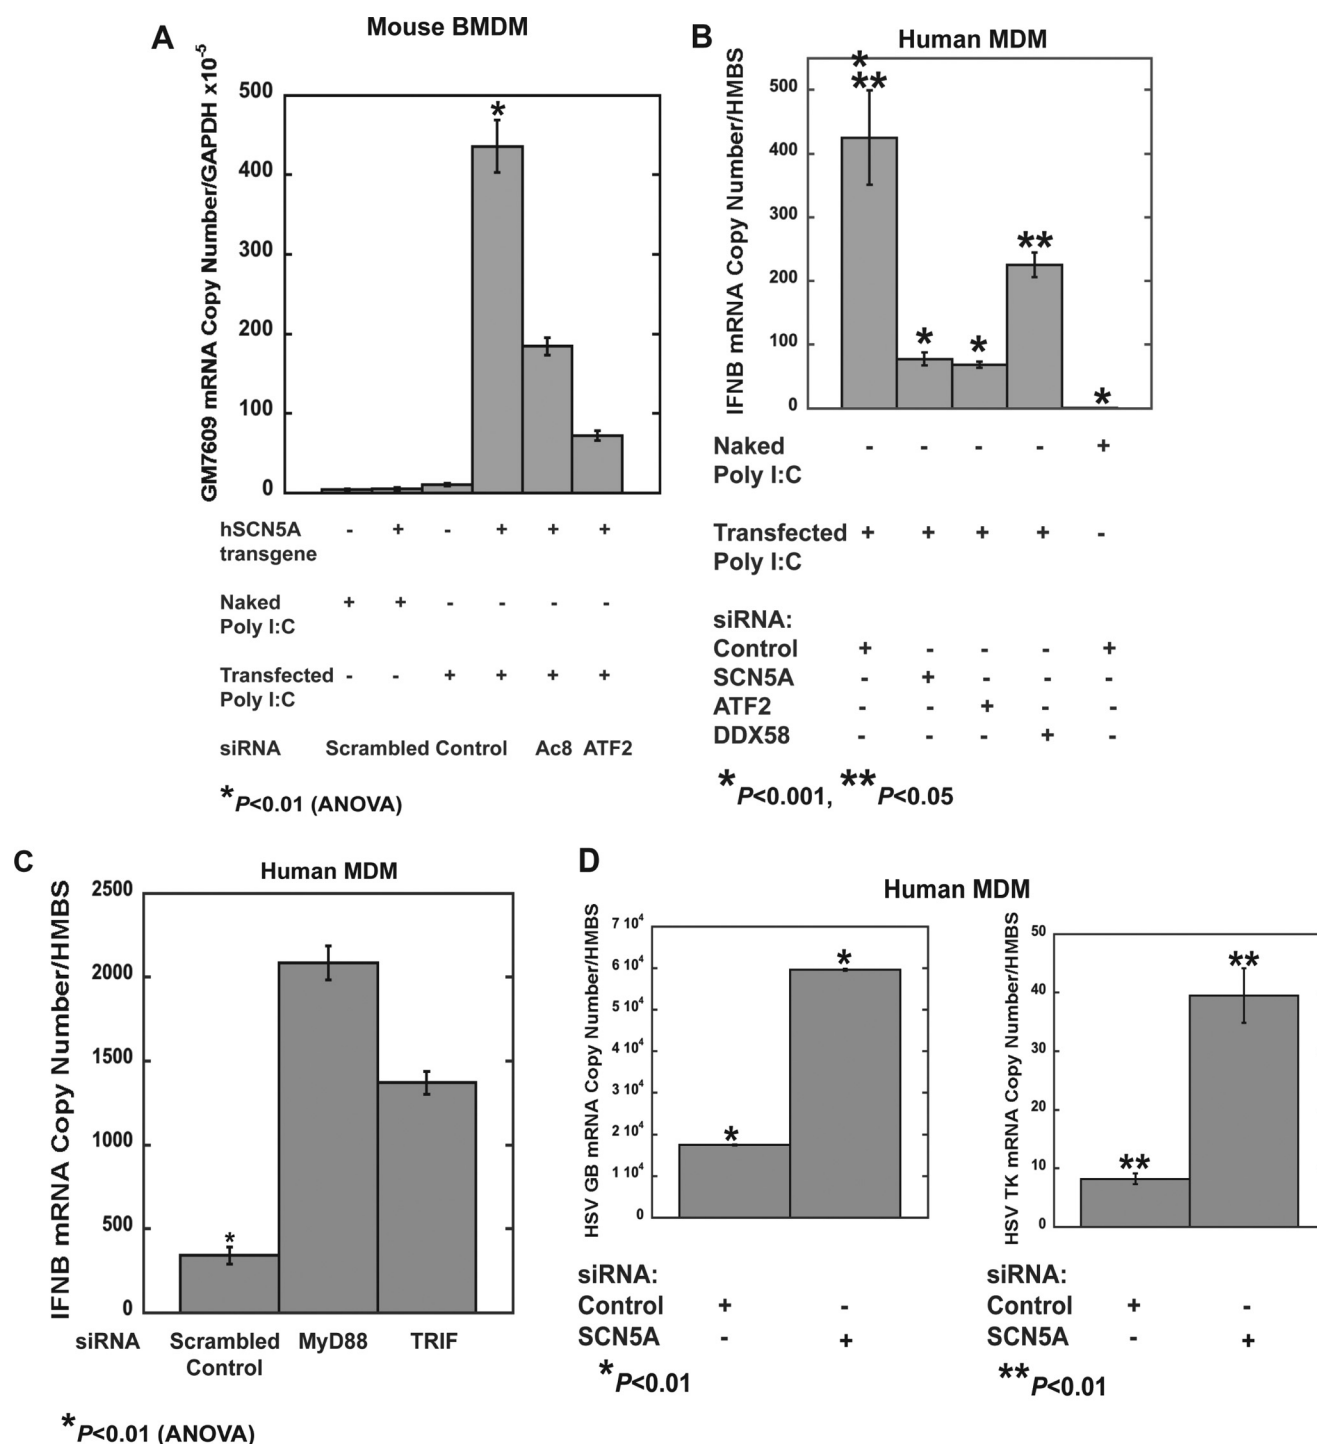 A
Mouse BMDM
GM7609 mRNA Copy Number/GAPDH x10-5
500
400
300
200
100
0
*
hSCN5A transgene - + - + + +
Naked Poly I:C + + - - - -
Transfected Poly I:C - - + + + +
siRNA Scrambled Control Ac8 ATF2
*P<0.01 (ANOVA)
B
Human MDM
IFNB mRNA Copy Number/HMBS
500
400
300
200
100
0
*
**
*
*
**
*
Naked Poly I:C - - - - +
Transfected Poly I:C + + + + -
siRNA:
Control + - - - +
SCN5A - + - - -
ATF2 - - + - -
DDX58 - - - + -
*P<0.001, **P<0.05
C
Human MDM
IFNB mRNA Copy Number/HMBS
2500
2000
1500
1000
500
0
*
siRNA Scrambled Control MyD88 TRIF
*P<0.01 (ANOVA)
D
Human MDM
HSV GB mRNA Copy Number/HMBS
7 10⁴
6 10⁴
5 10⁴
4 10⁴
3 10⁴
2 10⁴
1 10⁴
0
*
*
siRNA:
Control + -
SCN5A - +
*P<0.01
HSV TK mRNA Copy Number/HMBS
50
40
30
20
10
0
**
**
siRNA:
Control + -
SCN5A - +
**P<0.01